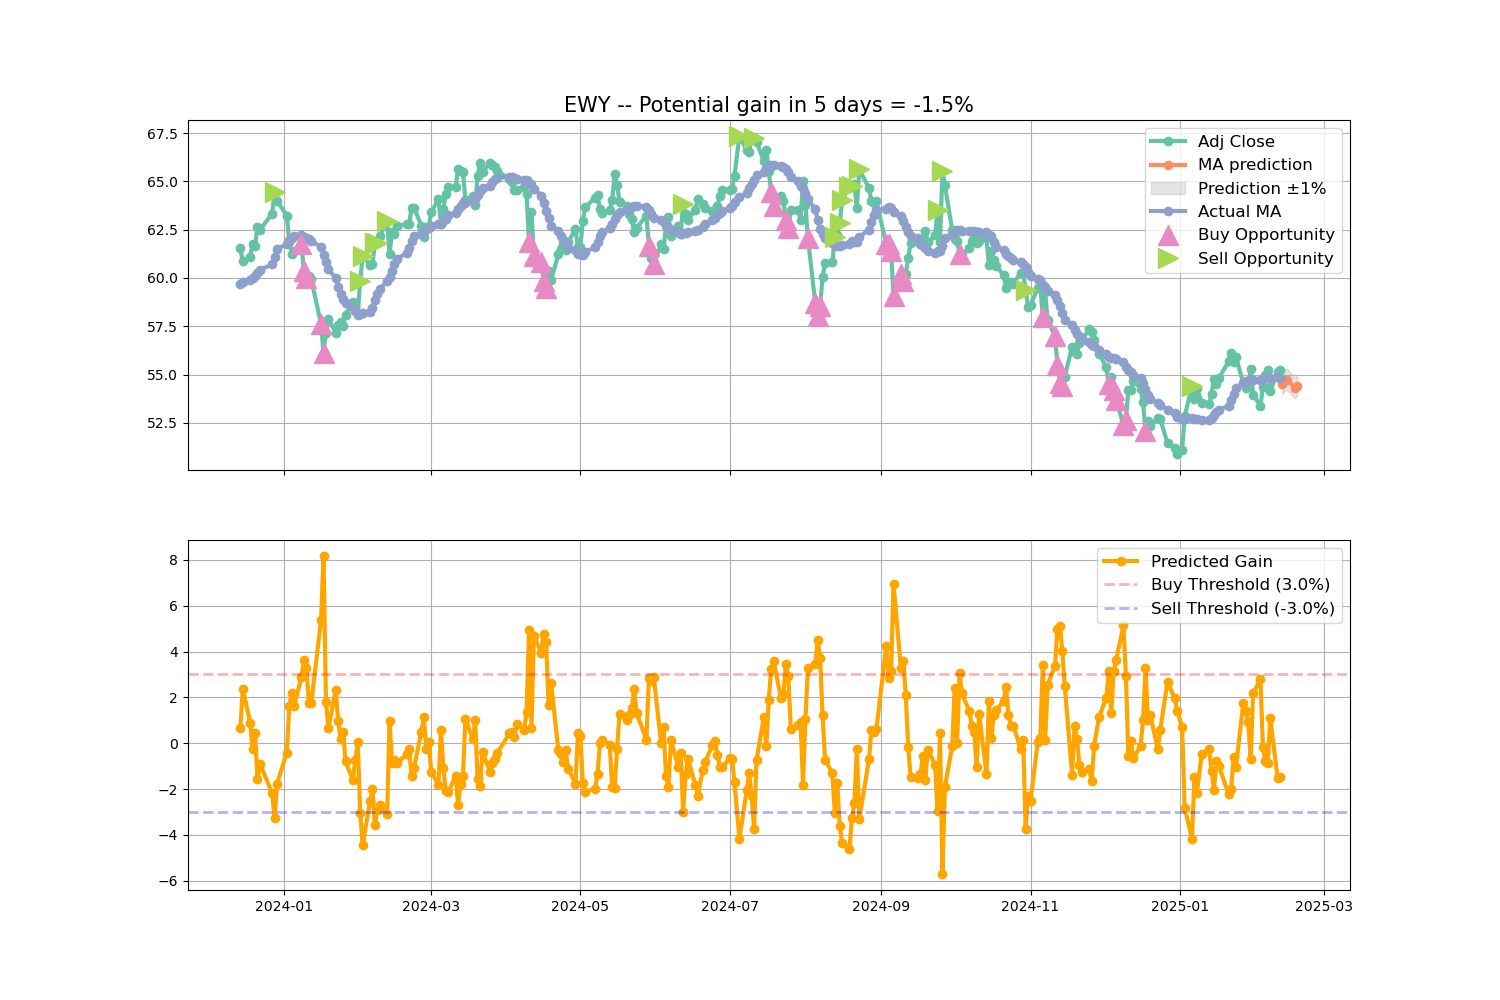 EWY -- Potential gain in 5 days = -1.5%
67.5
65.0
62.5
60.0
57.5
55.0
52.5
Adj Close
MA prediction
Prediction ±1%
Actual MA
Buy Opportunity
Sell Opportunity
8
6
4
2
0
−2
−4
−6
Predicted Gain
Buy Threshold (3.0%)
Sell Threshold (-3.0%)
2024-01
2024-03
2024-05
2024-07
2024-09
2024-11
2025-01
2025-03